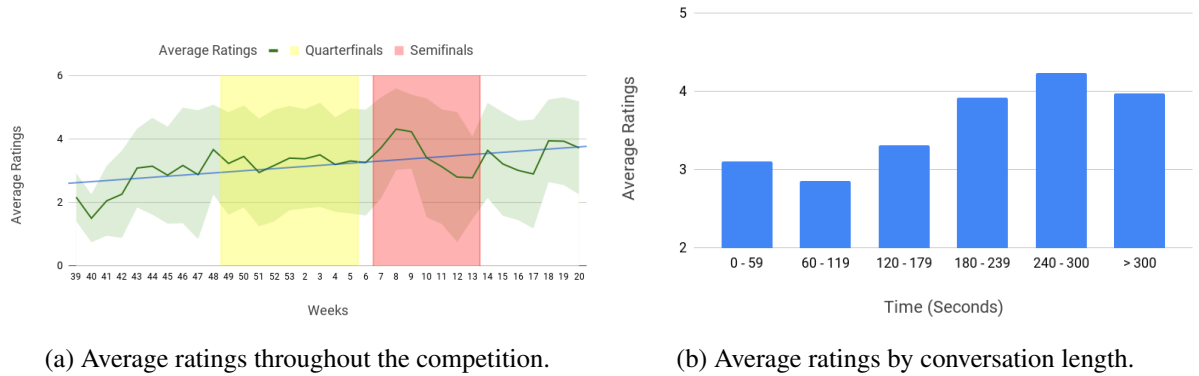 Average Ratings Quarterfinals Semifinals
6
4
2
0
Average Ratings
39 40 41 42 43 44 45 46 47 48 49 50 51 52 53 2 3 4 5 6 7 8 9 10 11 12 13 14 15 16 17 18 19 20
Weeks
(a) Average ratings throughout the competition.
5
4
3
2
Average Ratings
0 - 59 60 - 119 120 - 179 180 - 239 240 - 300 > 300
Time (Seconds)
(b) Average ratings by conversation length.